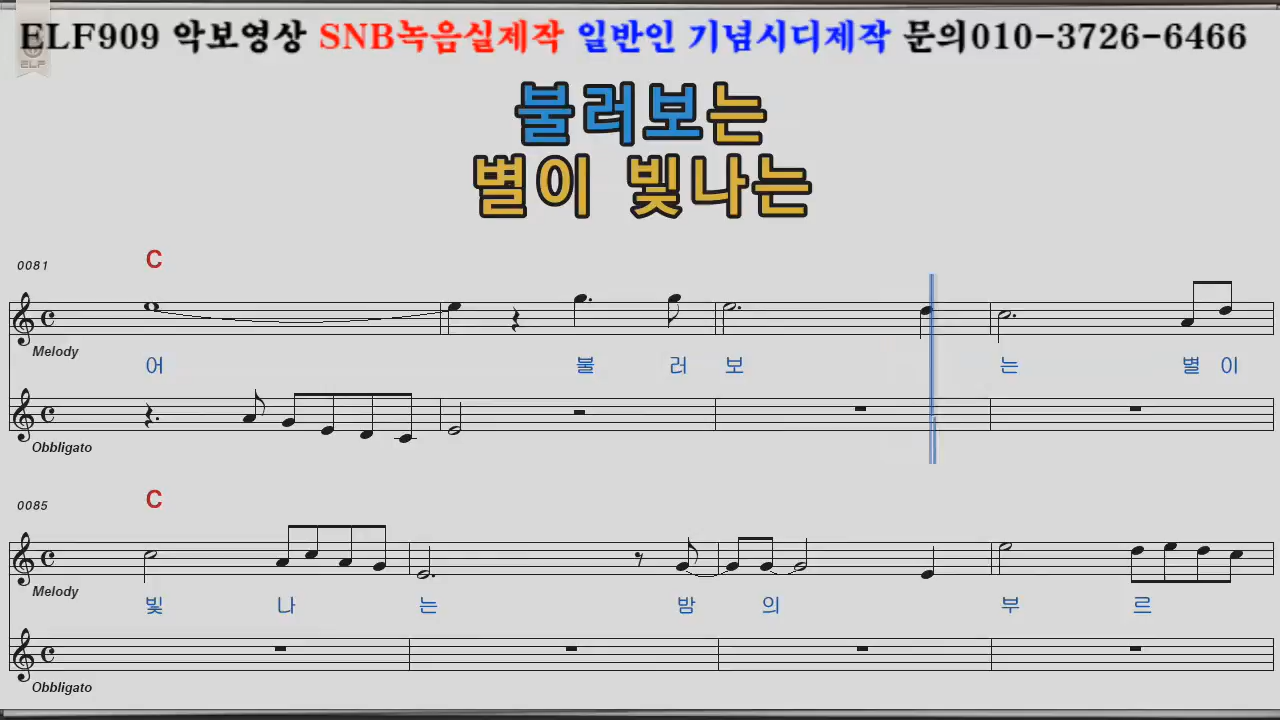 ELF909 악보영상 SNB녹음실제작 일반인 기념시디제작 문의010-3726-6466
ELF
불러보는
별이 빛나는
0081 C
Melody
어 불 러 보 는 별 이
Obbligato
0085 C
Melody
빛 나 는 밤 의 부 르
Obbligato